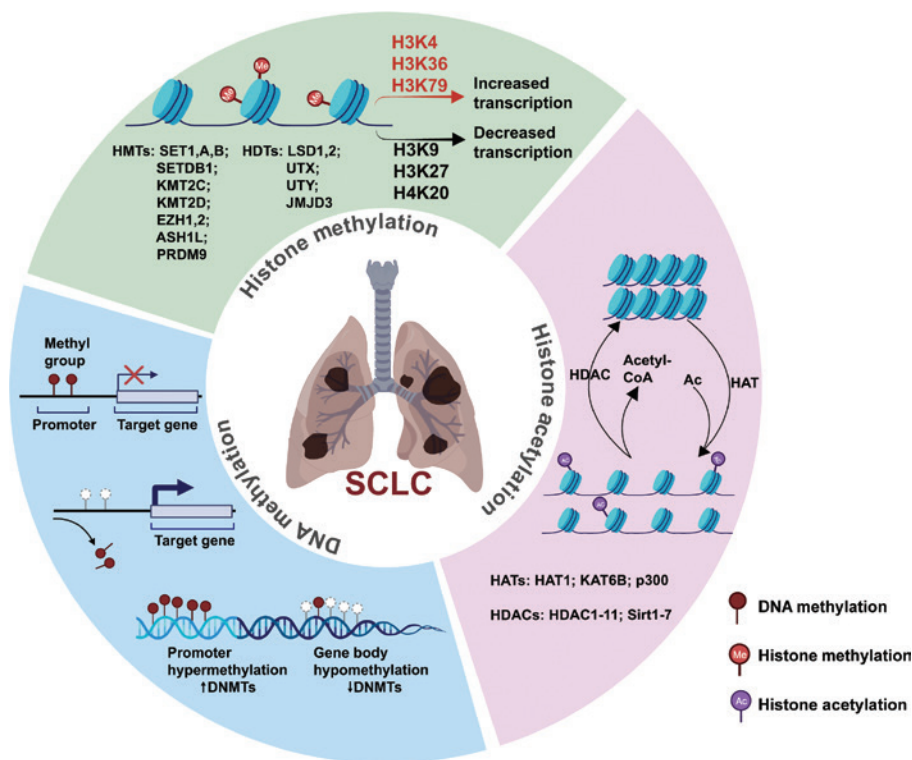 H3K4
H3K36
H3K79
Increased
transcription
Decreased
transcription
H3K9
H3K27
H4K20
Me
Me
Me
HMTs: SET1,A,B;
SETDB1;
KMT2C;
KMT2D;
EZH1,2;
ASH1L;
PRDM9
HDTs: LSD1,2;
UTX;
UTY;
JMJD3
Histone methylation
Histone acetylation
DNA methylation
SCLC
HDAC
Acetyl-
CoA
Ac
HAT
Ac
Ac
Ac
HATs: HAT1; KAT6B; p300
HDACs: HDAC1-11; Sirt1-7
Methyl
group
Promoter
Target gene
Target gene
Promoter
hypermethylation
↑DNMTs
Gene body
hypomethylation
↓DNMTs
DNA methylation
Me
Histone methylation
Ac
Histone acetylation